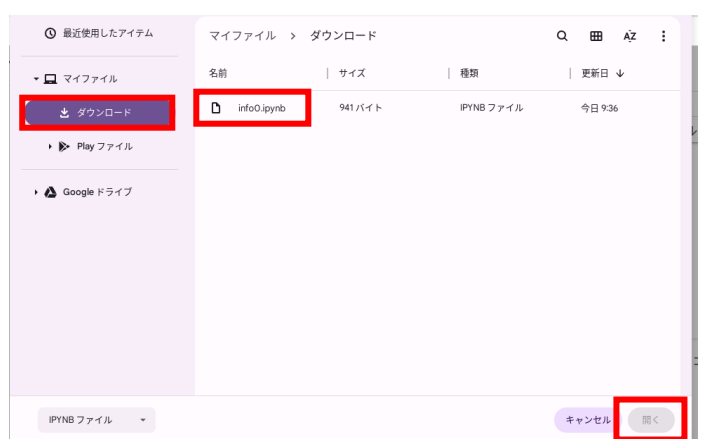 最近使用したアイテム
マイファイル
ダウンロード
Play ファイル
Google ドライブ
マイファイル › ダウンロード
AZ
名前 サイズ 種類 更新日
info0.ipynb 941 バイト IPYNB ファイル 今日 9:36
IPYNB ファイル
キャンセル 開く